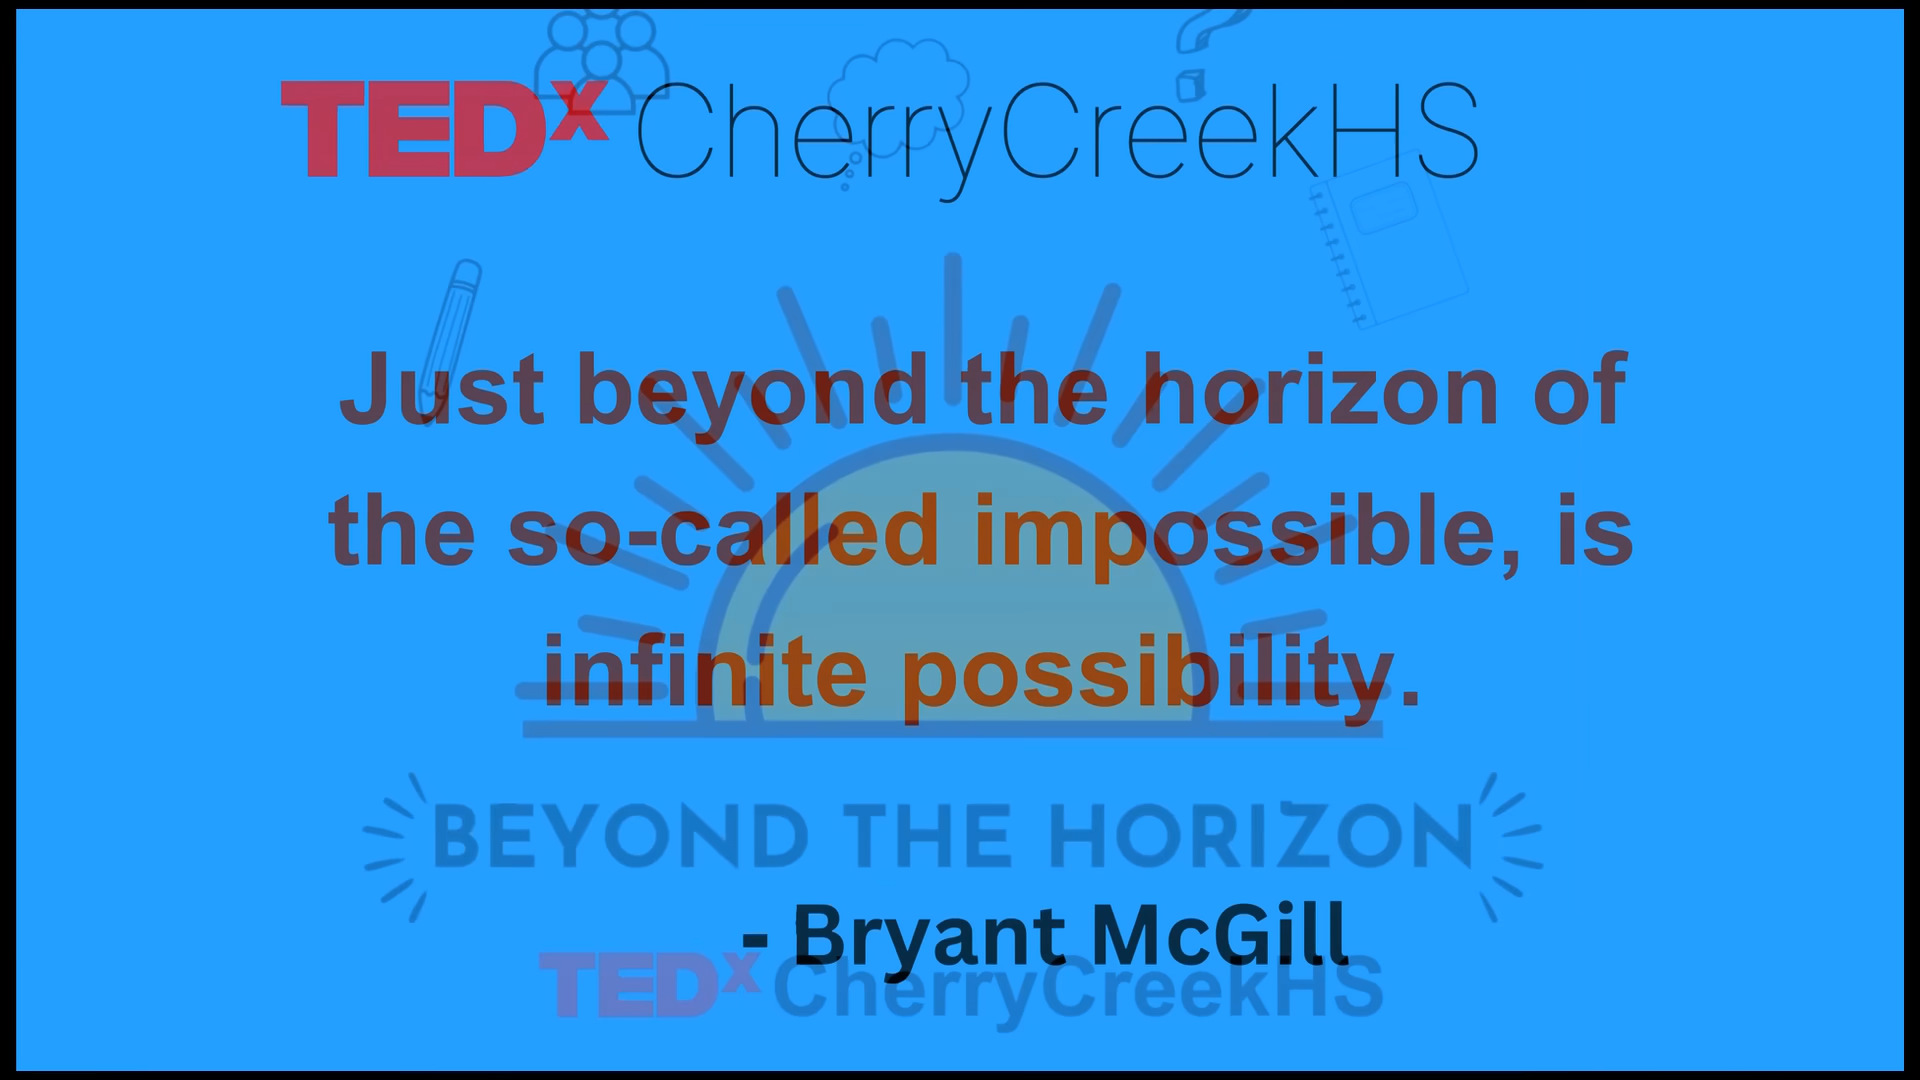 TEDx CherryCreekHS
Just beyond the horizon of
the so-called impossible, is
infinite possibility.
BEYOND THE HORIZON
- Bryant McGill
TEDx CherryCreekHS